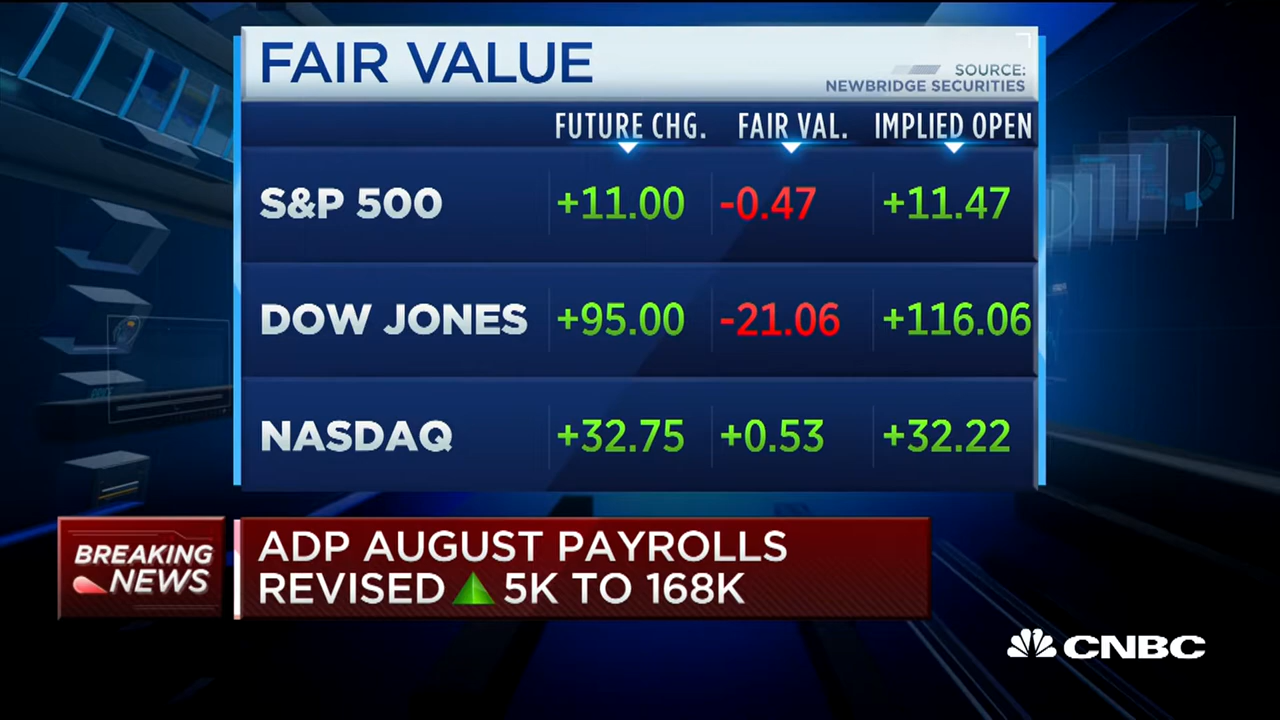 FAIR VALUE
SOURCE:
NEWBRIDGE SECURITIES
FUTURE CHG. FAIR VAL. IMPLIED OPEN
S&P 500 +11.00 -0.47 +11.47
DOW JONES +95.00 -21.06 +116.06
NASDAQ +32.75 +0.53 +32.22
BREAKING
NEWS
ADP AUGUST PAYROLLS
REVISED 5K TO 168K
CNBC